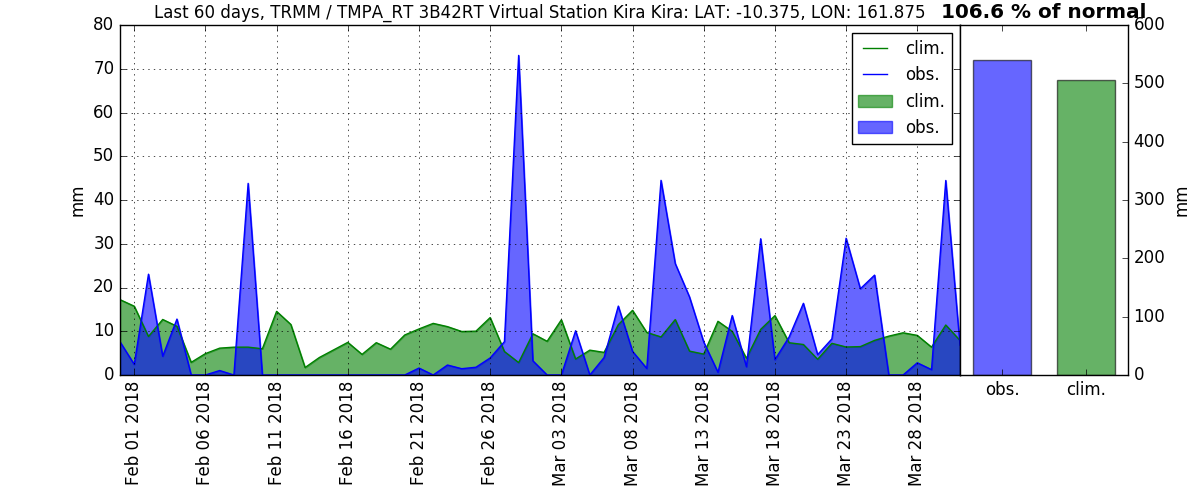 Last 60 days, TRMM / TMPA_RT 3B42RT Virtual Station Kira Kira: LAT: -10.375, LON: 161.875 106.6 % of normal
mm
80
70
60
50
40
30
20
10
0
clim.
obs.
clim.
obs.
Feb 01 2018
Feb 06 2018
Feb 11 2018
Feb 16 2018
Feb 21 2018
Feb 26 2018
Mar 03 2018
Mar 08 2018
Mar 13 2018
Mar 18 2018
Mar 23 2018
Mar 28 2018
obs. clim.
600
500
400
300
200
100
0
mm